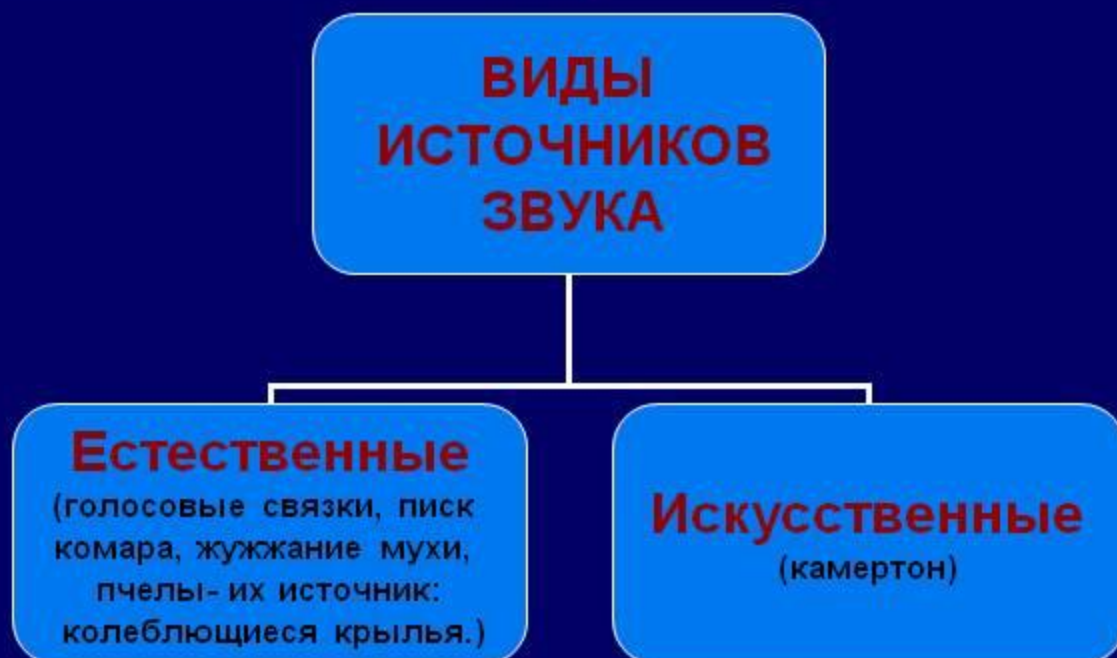 ВИДЫ
ИСТОЧНИКОВ
ЗВУКА
Естественные
(голосовые связки, писк
комара, жужжание мухи,
пчелы- их источник:
колеблющиеся крылья.)
Искусственные
(камертон)